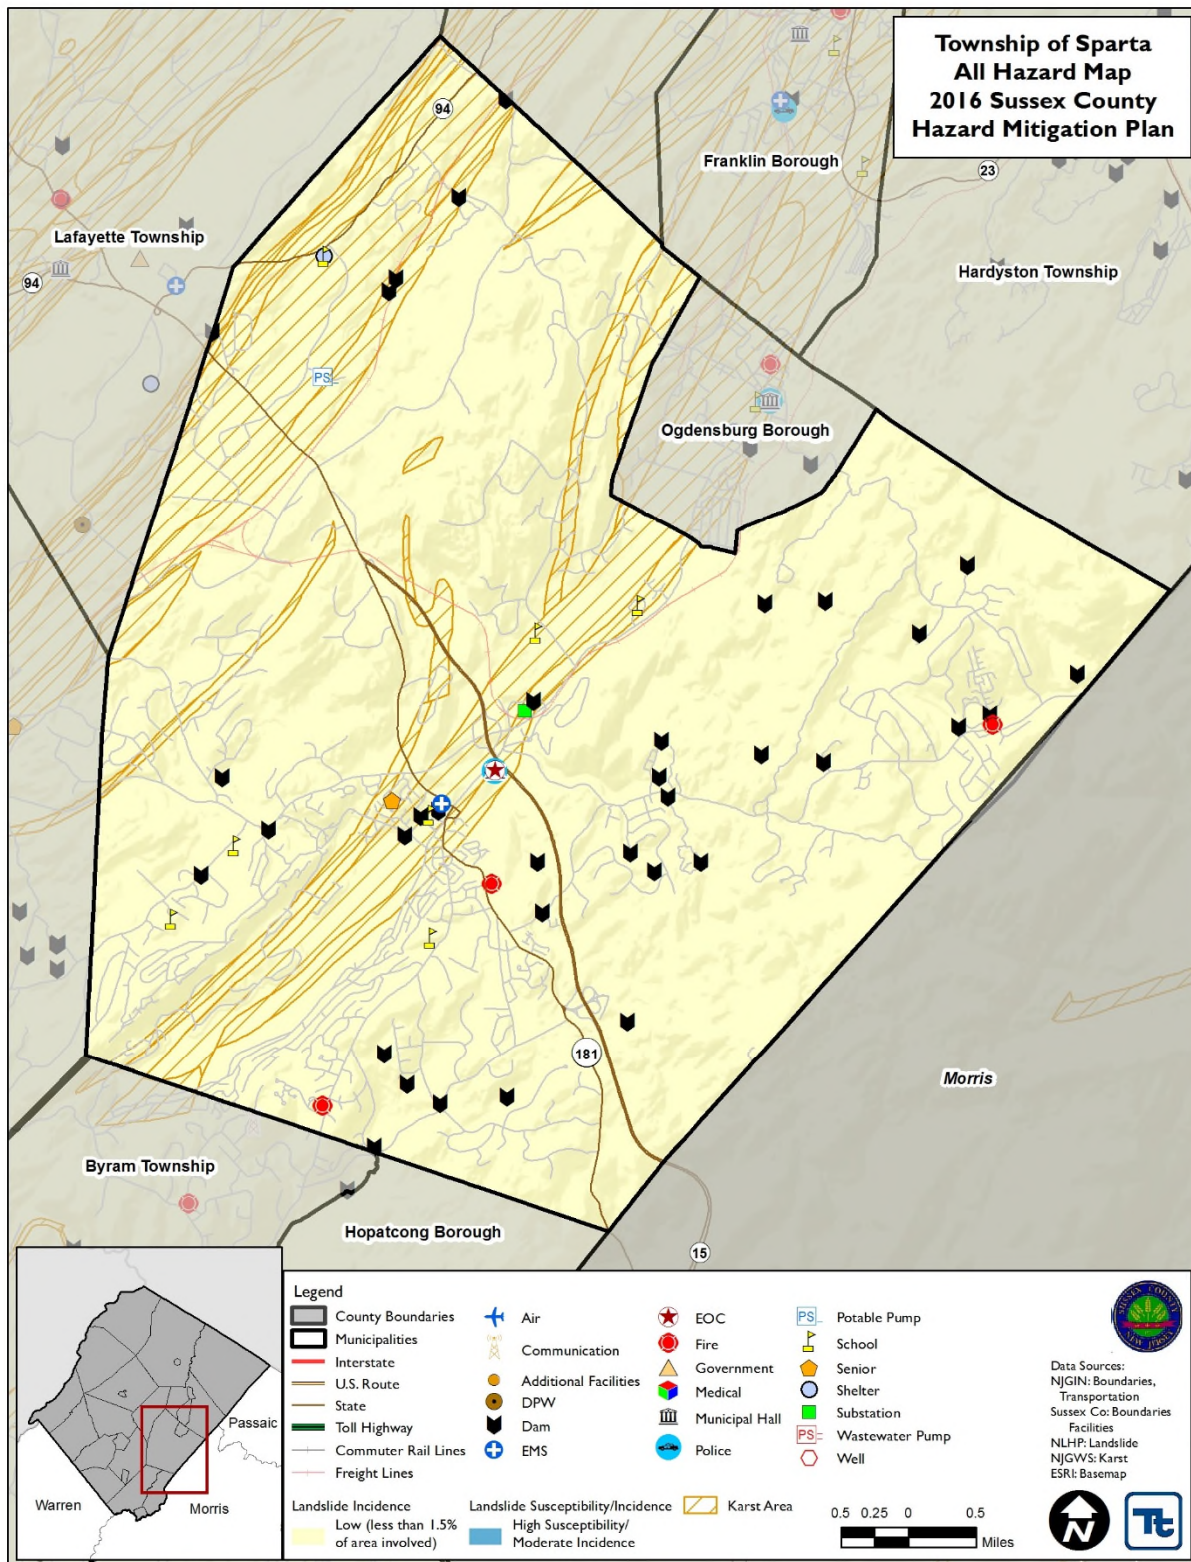 Township of Sparta
All Hazard Map
2016 Sussex County
Hazard Mitigation Plan
94
Franklin Borough
23
Lafayette Township
94
Hardyston Township
PS
Ogdensburg Borough
181
Morris
Byram Township
Hopatcong Borough
15
Legend
County Boundaries
Municipalities
Interstate
U.S. Route
State
Toll Highway
Commuter Rail Lines
Freight Lines
Air
Communication
Additional Facilities
DPW
Dam
EMS
EOC
Fire
Government
Medical
Municipal Hall
Police
PS
Potable Pump
School
Senior
Shelter
Substation
PS
Wastewater Pump
Well
Landslide Incidence
Low (less than 1.5%
of area involved)
Landslide Susceptibility/Incidence
High Susceptibility/
Moderate Incidence
Karst Area
0.5 0.25 0 0.5
Miles
SUSSEX COUNTY
NEW JERSEY
Data Sources:
NJGIN: Boundaries,
Transportation
Sussex Co: Boundaries
Facilities
NLHP: Landslide
NJGWS: Karst
ESRI: Basemap
N
Tt
Passaic
Warren
Morris